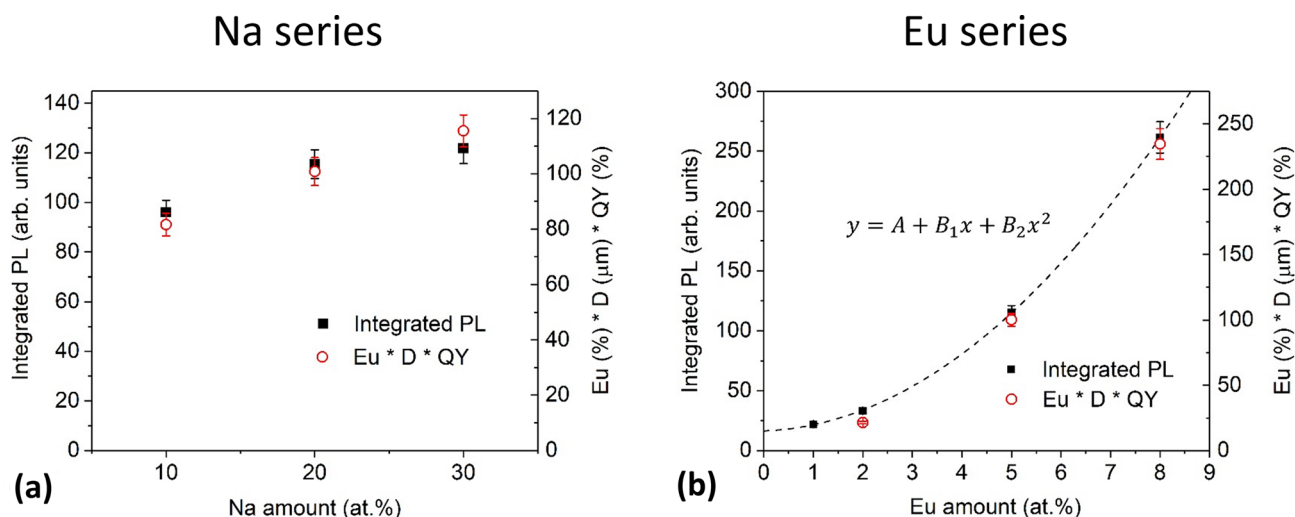 Na series
Eu series
Integrated PL (arb. units)
140
120
100
80
60
40
20
0
Integrated PL
Eu * D * QY
120
100
80
60
40
20
0
Eu (%) * D (μm) * QY (%)
10
20
30
Na amount (at.%)
(a)
Integrated PL (arb. units)
300
250
200
150
100
50
0
y = A + B₁x + B₂x²
Integrated PL
Eu * D * QY
250
200
150
100
50
0
Eu (%) * D (μm) * QY (%)
0 1 2 3 4 5 6 7 8 9
Eu amount (at.%)
(b)